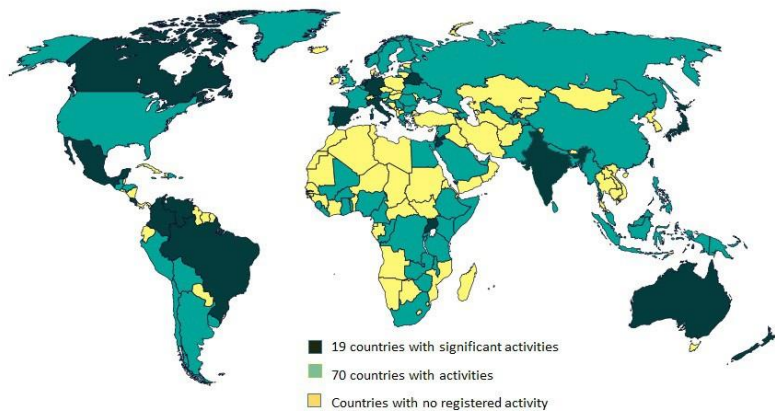 19 countries with significant activities
70 countries with activities
Countries with no registered activity